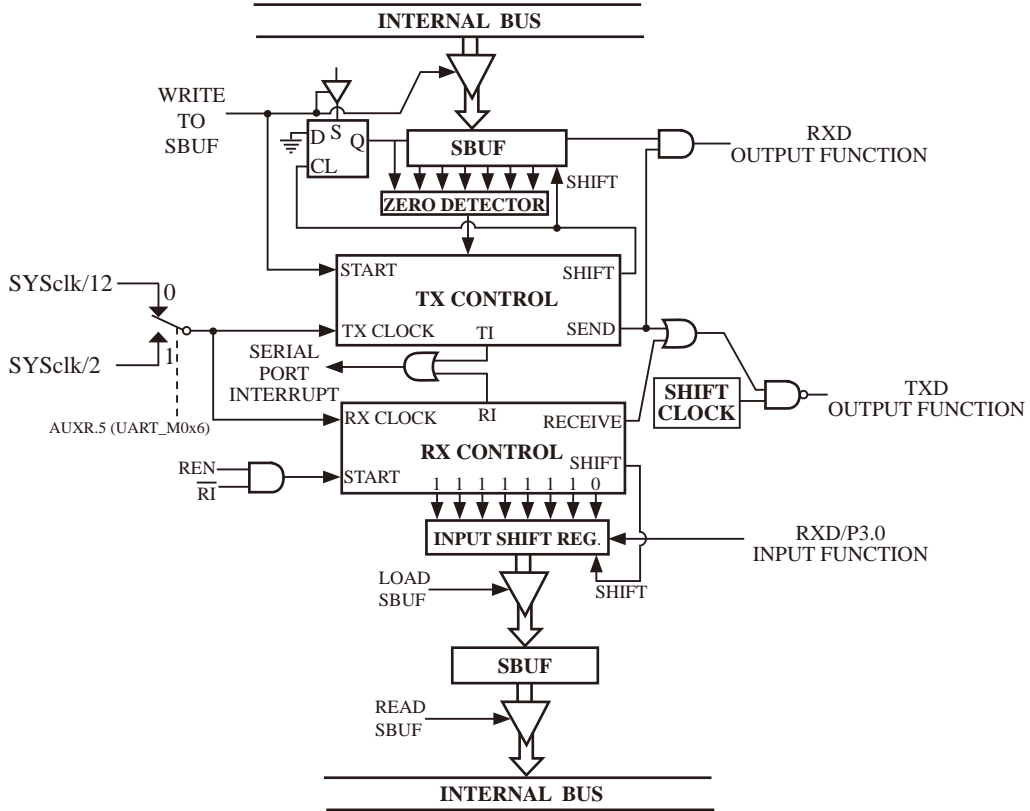 INTERNAL BUS
WRITE
TO
SBUF
D S Q
CL
SBUF
SHIFT
ZERO DETECTOR
RXD
OUTPUT FUNCTION
START
SHIFT
TX CONTROL
TX CLOCK
TI
SEND
SYSclk/12
0
1
SYSclk/2
AUXR.5 (UART_M0x6)
SERIAL
PORT
INTERRUPT
SHIFT
CLOCK
TXD
OUTPUT FUNCTION
RX CLOCK
RI
RECEIVE
RX CONTROL
SHIFT
START
1 1 1 1 1 1 1 0
REN
R̅I̅
INPUT SHIFT REG.
RXD/P3.0
INPUT FUNCTION
SHIFT
LOAD
SBUF
SBUF
READ
SBUF
INTERNAL BUS